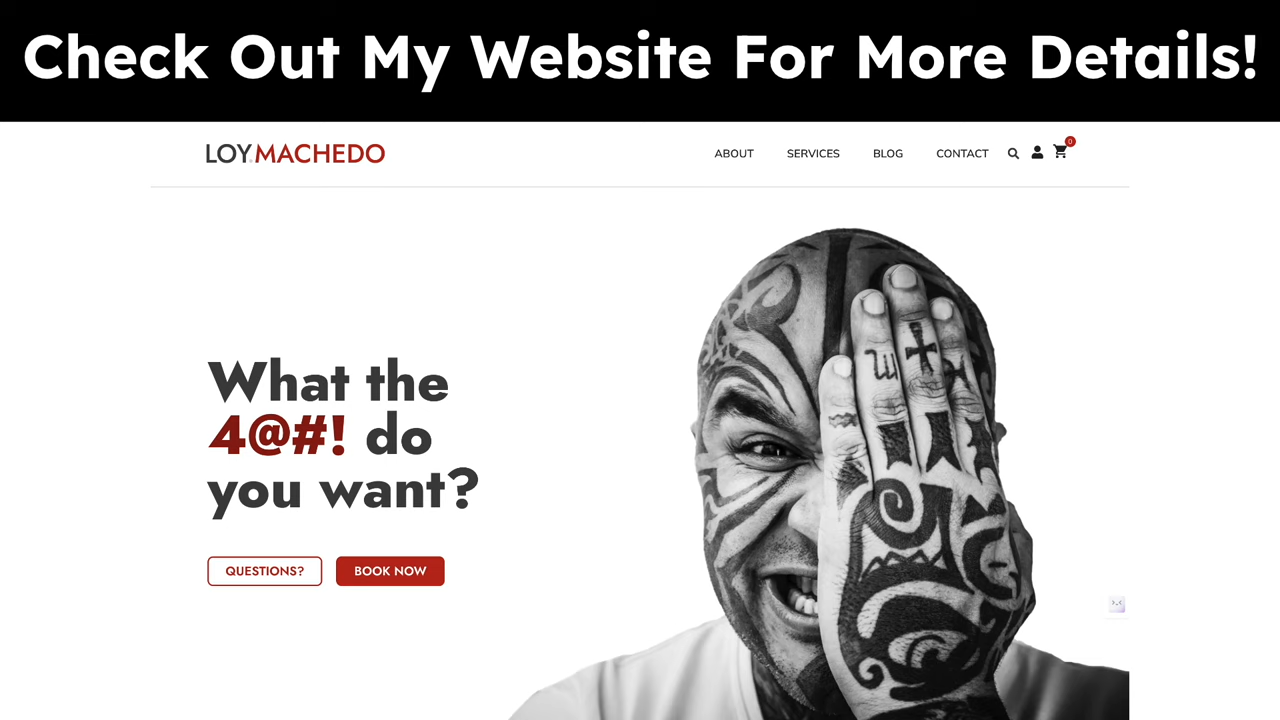 Check Out My Website For More Details!
LOY.MACHEDO
ABOUT SERVICES BLOG CONTACT 0
What the
4@#! do
you want?
QUESTIONS? BOOK NOW